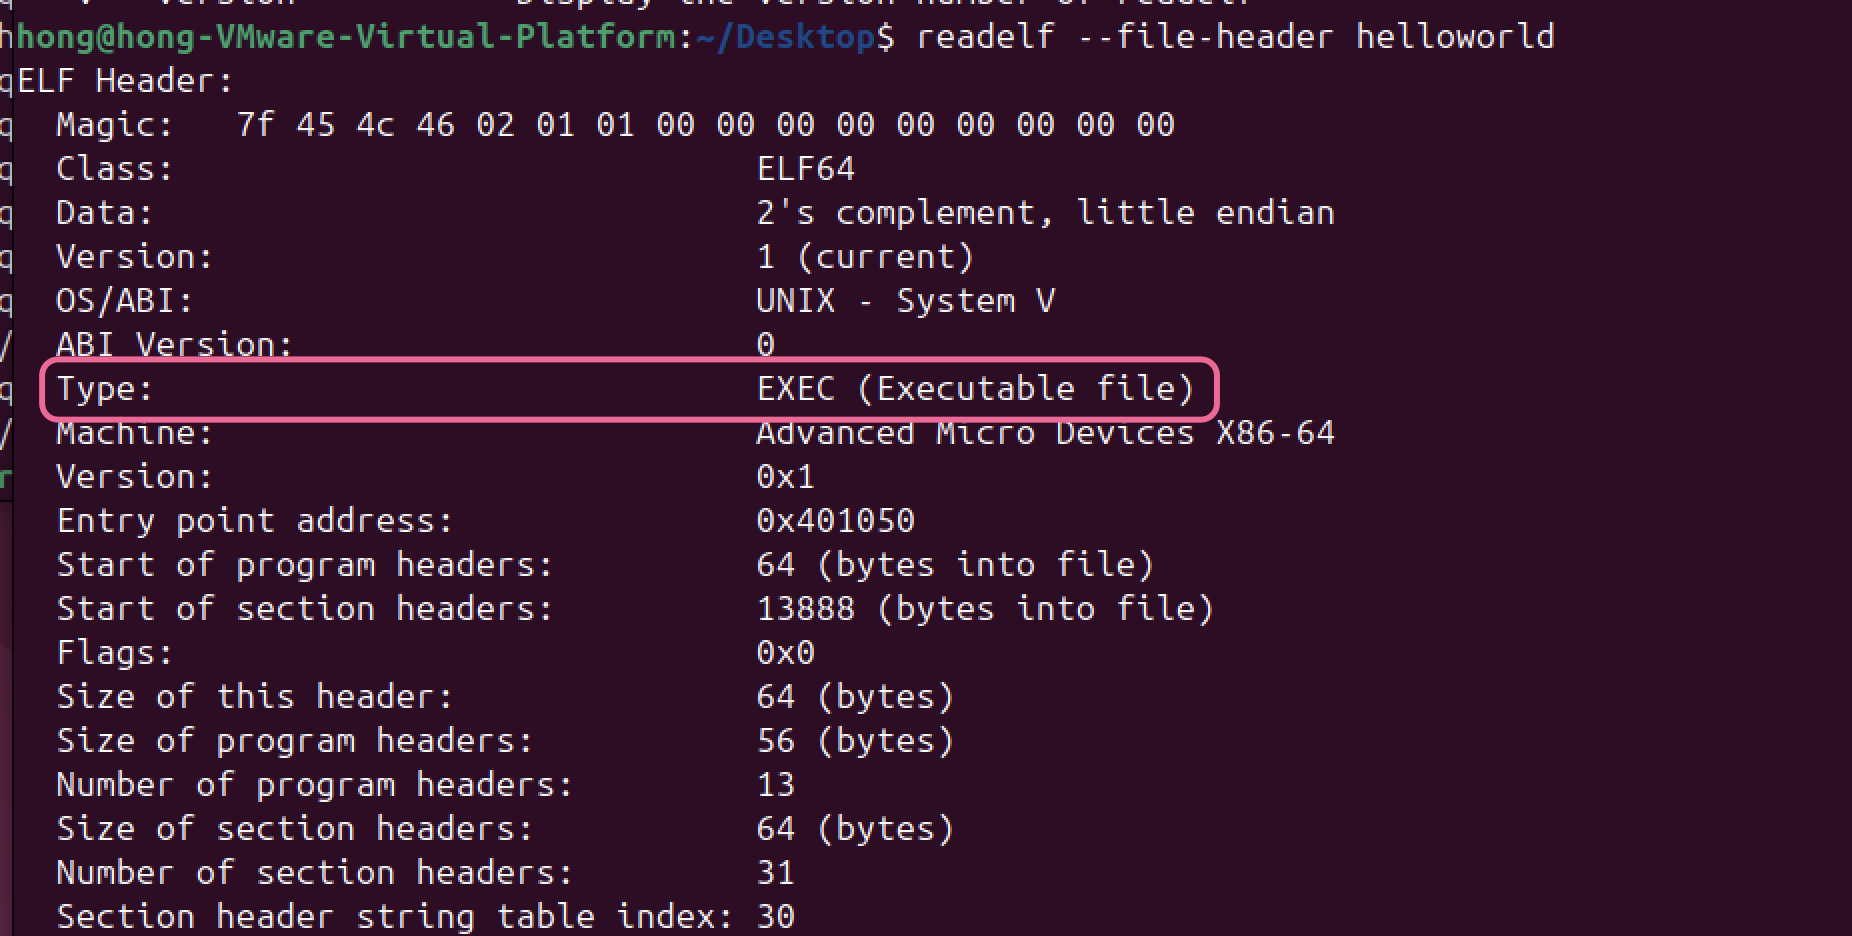 hong@hong-VMware-Virtual-Platform:~/Desktop$ readelf --file-header helloworld
ELF Header:
  Magic:   7f 45 4c 46 02 01 01 00 00 00 00 00 00 00 00 00
  Class:                             ELF64
  Data:                              2's complement, little endian
  Version:                           1 (current)
  OS/ABI:                            UNIX - System V
  ABI Version:                       0
  Type:                              EXEC (Executable file)
  Machine:                           Advanced Micro Devices X86-64
  Version:                           0x1
  Entry point address:               0x401050
  Start of program headers:          64 (bytes into file)
  Start of section headers:          13888 (bytes into file)
  Flags:                             0x0
  Size of this header:               64 (bytes)
  Size of program headers:           56 (bytes)
  Number of program headers:         13
  Size of section headers:           64 (bytes)
  Number of section headers:         31
  Section header string table index: 30